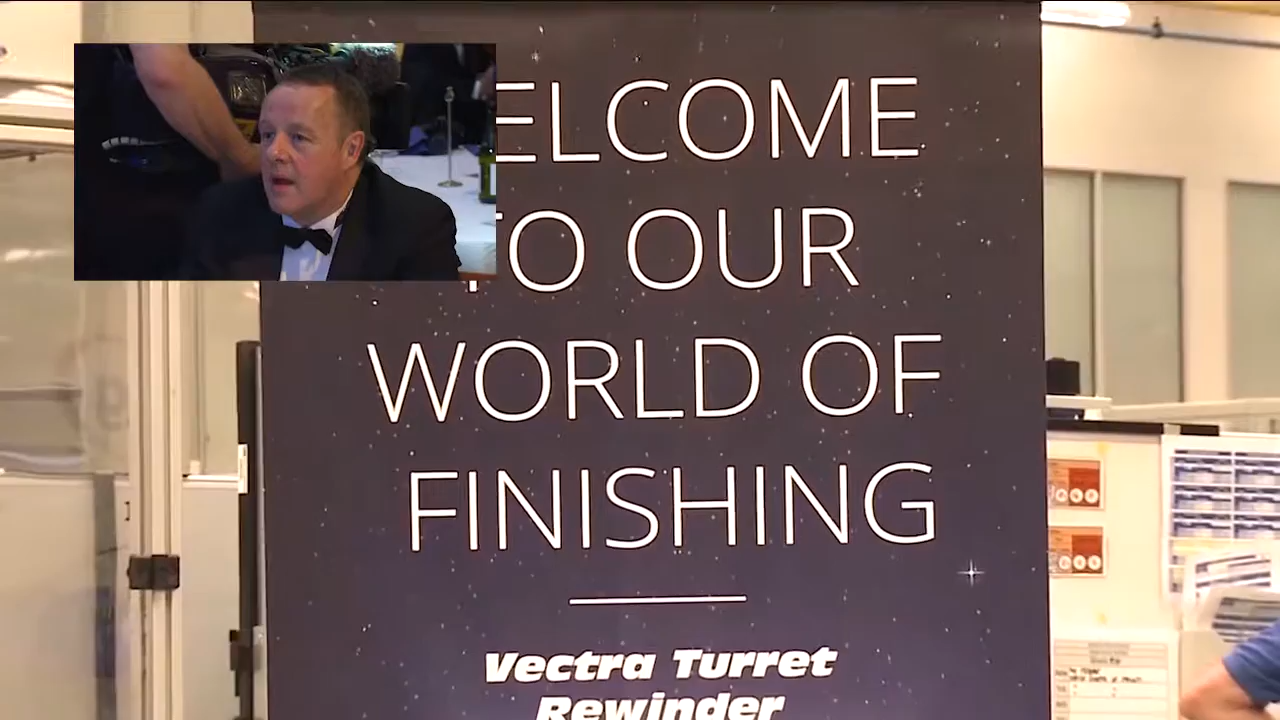 ELCOME
TO OUR
WORLD OF
FINISHING
Vectra Turret
Rewinder